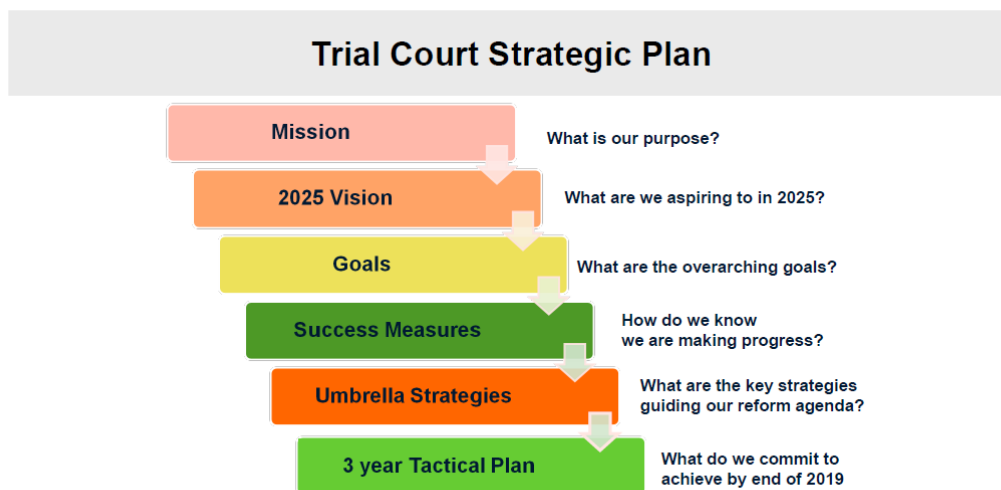 Trial Court Strategic Plan
Mission
What is our purpose?
2025 Vision
What are we aspiring to in 2025?
Goals
What are the overarching goals?
Success Measures
How do we know
we are making progress?
Umbrella Strategies
What are the key strategies
guiding our reform agenda?
3 year Tactical Plan
What do we commit to
achieve by end of 2019